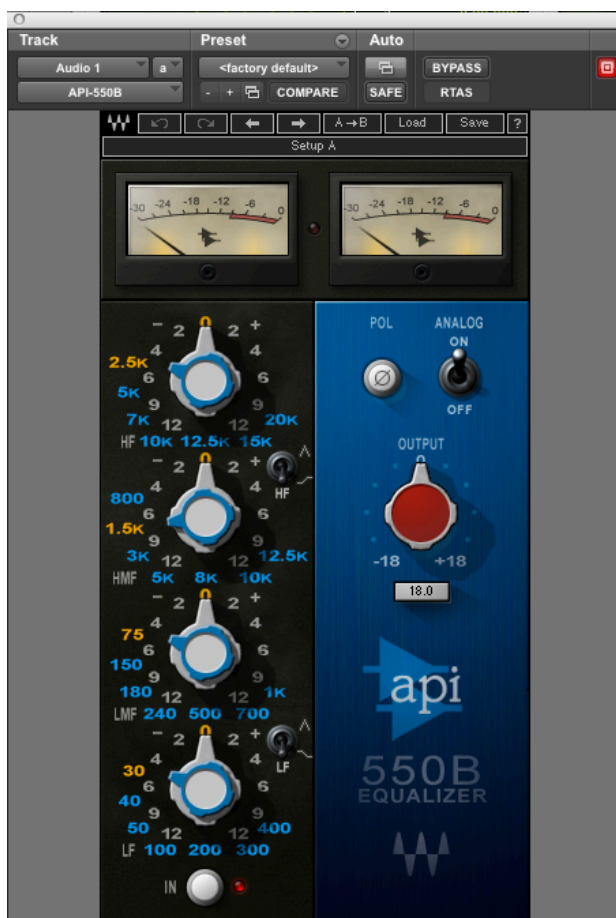 Track Preset Auto
Audio 1 a <factory default> BYPASS
API-550B - + COMPARE SAFE RTAS
A→B Load Save ?
Setup A
-30 -24 -18 -12 -6 0
-30 -24 -18 -12 -6 0
POL ANALOG
ON
OFF
- 2 0 2 +
4 4
2.5K 6 6
5K 9 9
7K 12 12 20K
HF 10K 12.5K 15K
HF
- 2 0 2 +
4 4
800 6 6
1.5K 9 9
3K 12 12 12.5K
HMF 5K 8K 10K
- 2 0 2 +
4 4
75 6 6
150 9 9
180 12 12 1K
LMF 240 500 700
LF
- 2 0 2 +
4 4
30 6 6
40 9 9
50 12 12 400
LF 100 200 300
IN
OUTPUT
0
-18 +18
18.0
api
550B
EQUALIZER